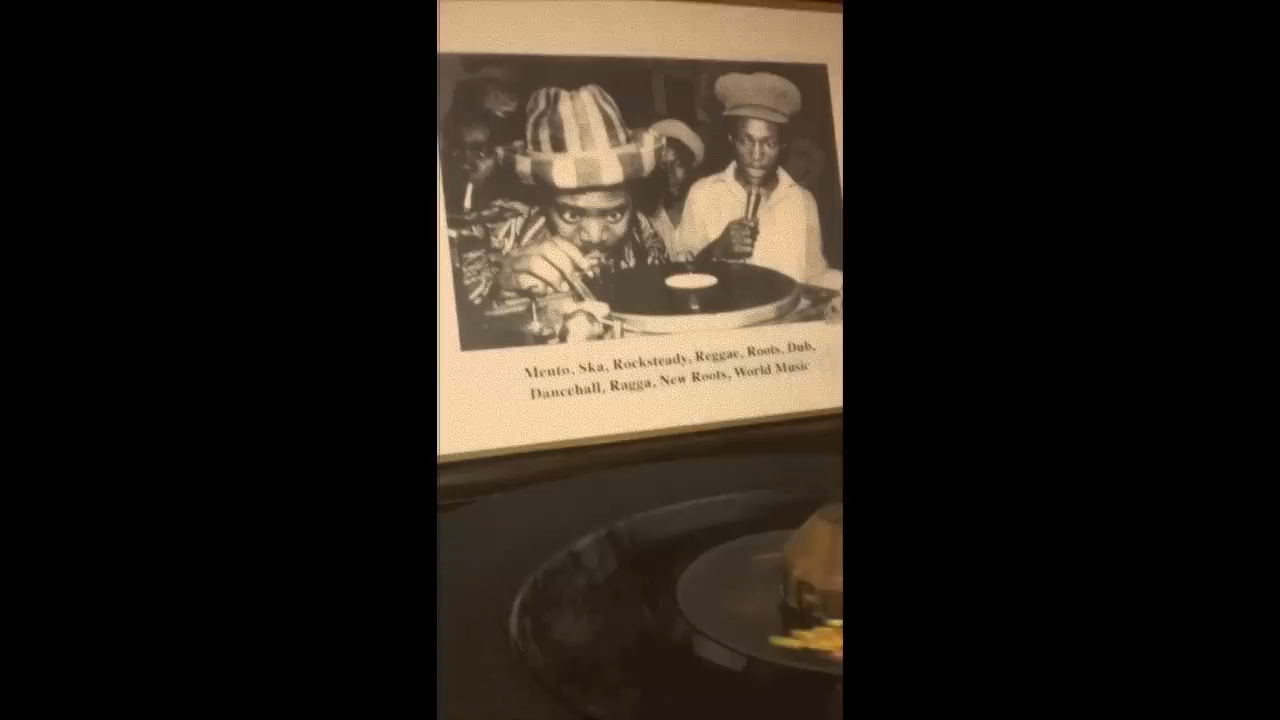 Mento, Ska, Rocksteady, Reggae, Roots, Dub,
Dancehall, Ragga, New Roots, World Music